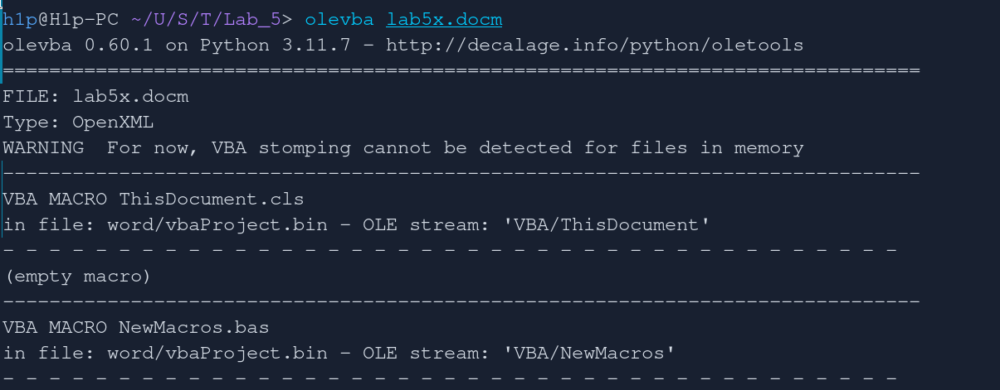 h1p@H1p-PC ~/U/S/T/Lab_5> olevba lab5x.docm
olevba 0.60.1 on Python 3.11.7 - http://decalage.info/python/oletools
===============================================================================
FILE: lab5x.docm
Type: OpenXML
WARNING  For now, VBA stomping cannot be detected for files in memory
-------------------------------------------------------------------------------
VBA MACRO ThisDocument.cls
in file: word/vbaProject.bin - OLE stream: 'VBA/ThisDocument'
- - - - - - - - - - - - - - - - - - - - - - - - - - - - - - - - - - - - - - -
(empty macro)
-------------------------------------------------------------------------------
VBA MACRO NewMacros.bas
in file: word/vbaProject.bin - OLE stream: 'VBA/NewMacros'
- - - - - - - - - - - - - - - - - - - - - - - - - - - - - - - - - - - - - - -